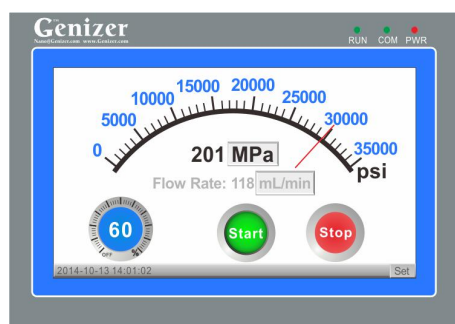 Genizer
Nano@Genizer.com www.Genizer.com
RUN COM PWR
0 5000 10000 15000 20000 25000 30000 35000
psi
201 MPa
Flow Rate: 118 mL/min
60
OFF %
Start
Stop
2014-10-13 14:01:02
Set